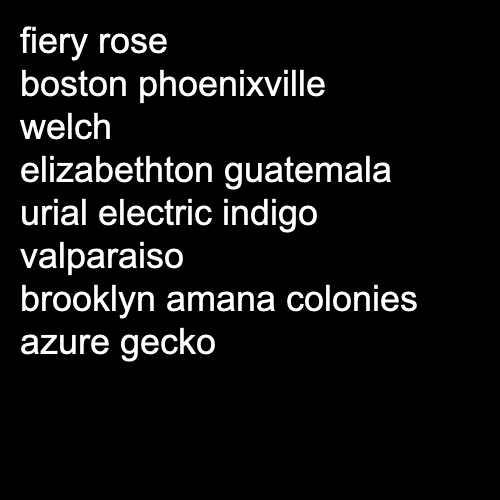 fiery rose
boston phoenixville
welch
elizabethton guatemala
urial electric indigo
valparaiso
brooklyn amana colonies
azure gecko